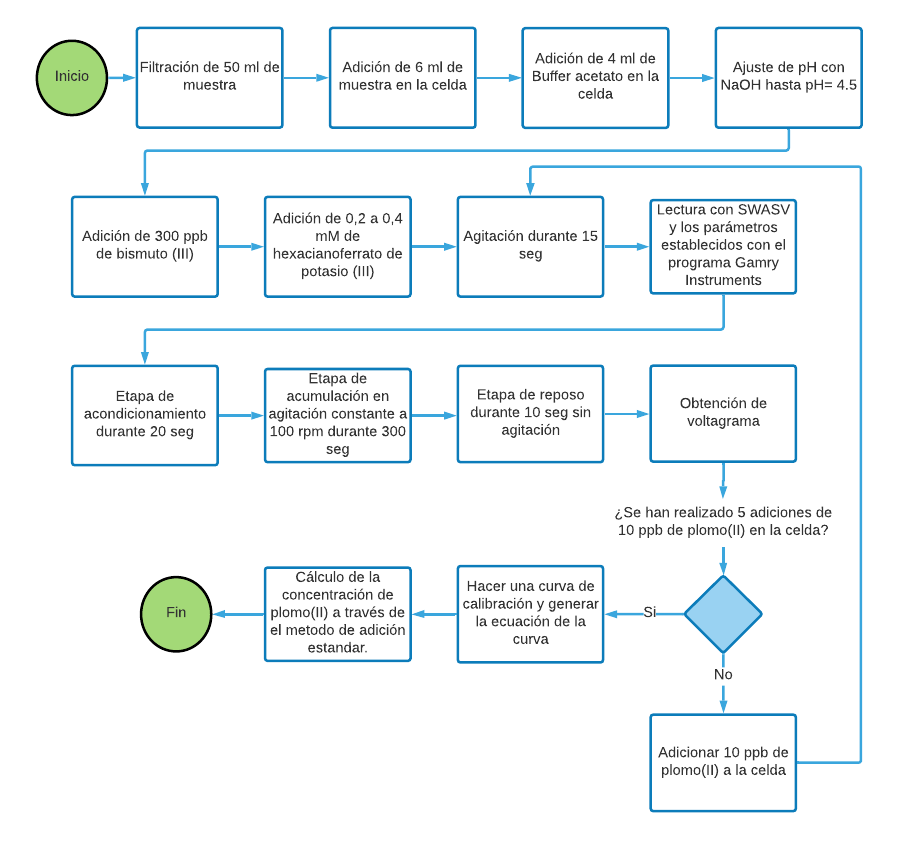 Inicio
Filtración de 50 ml de
muestra
Adición de 6 ml de
muestra en la celda
Adición de 4 ml de
Buffer acetato en la
celda
Ajuste de pH con
NaOH hasta pH= 4.5
Adición de 300 ppb
de bismuto (III)
Adición de 0,2 a 0,4
mM de
hexacianoferrato de
potasio (III)
Agitación durante 15
seg
Lectura con SWASV
y los parámetros
establecidos con el
programa Gamry
Instruments
Etapa de
acondicionamiento
durante 20 seg
Etapa de
acumulación en
agitación constante a
100 rpm durante 300
seg
Etapa de reposo
durante 10 seg sin
agitación
Obtención de
voltagrama
¿Se han realizado 5 adiciones de
10 ppb de plomo(II) en la celda?
Si
Hacer una curva de
calibración y generar
la ecuación de la
curva
Cálculo de la
concentración de
plomo(II) a través de
el metodo de adición
estandar.
Fin
No
Adicionar 10 ppb de
plomo(II) a la celda